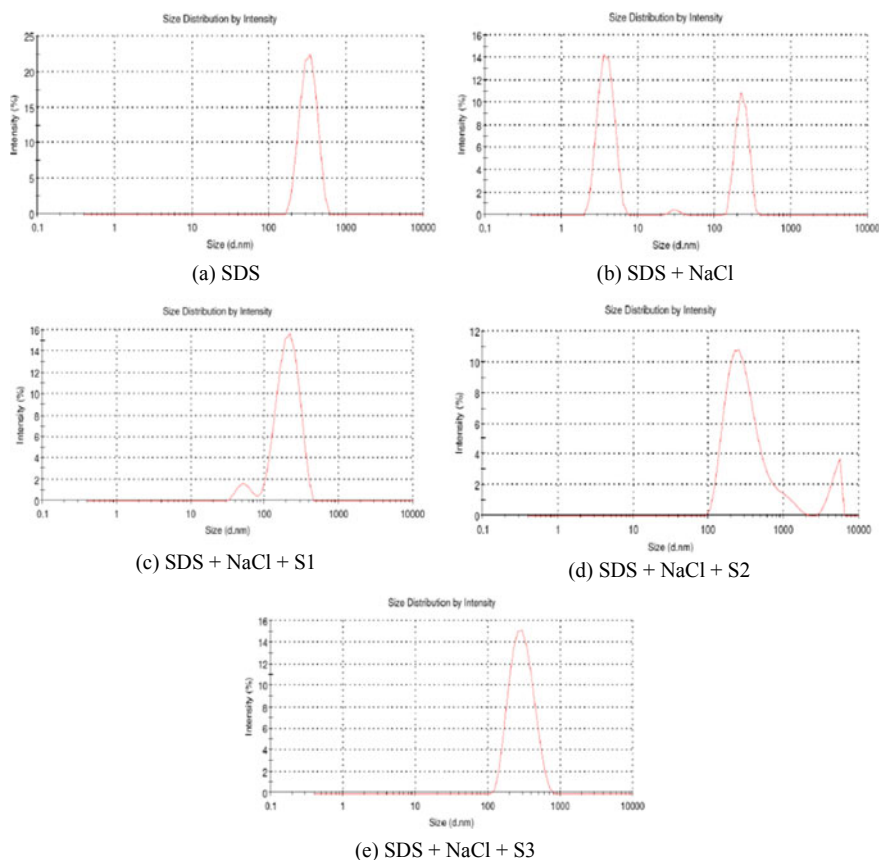 Size Distribution by Intensity
25
20
15
10
5
0
Intensity (%)
0.1 1 10 100 1000 10000
Size (d.nm)
(a) SDS
Size Distribution by Intensity
16
14
12
10
8
6
4
2
0
Intensity (%)
0.1 1 10 100 1000 10000
Size (d.nm)
(b) SDS + NaCl
Size Distribution by Intensity
16
14
12
10
8
6
4
2
0
Intensity (%)
0.1 1 10 100 1000 10000
Size (d.nm)
(c) SDS + NaCl + S1
Size Distribution by Intensity
12
10
8
6
4
2
0
Intensity (%)
0.1 1 10 100 1000 10000
Size (d.nm)
(d) SDS + NaCl + S2
Size Distribution by Intensity
16
14
12
10
8
6
4
2
0
Intensity (%)
0.1 1 10 100 1000 10000
Size (d.nm)
(e) SDS + NaCl + S3